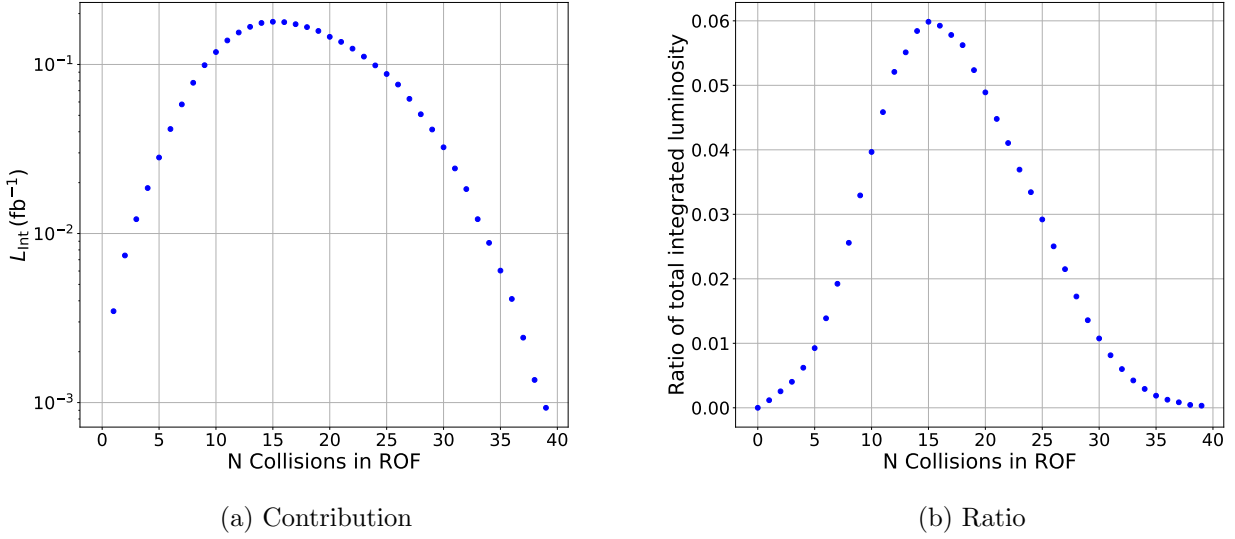 10⁻¹
10⁻²
10⁻³
L_Int (fb⁻¹)
0 5 10 15 20 25 30 35 40
N Collisions in ROF
(a) Contribution
0.06
0.05
0.04
0.03
0.02
0.01
0.00
Ratio of total integrated luminosity
0 5 10 15 20 25 30 35 40
N Collisions in ROF
(b) Ratio